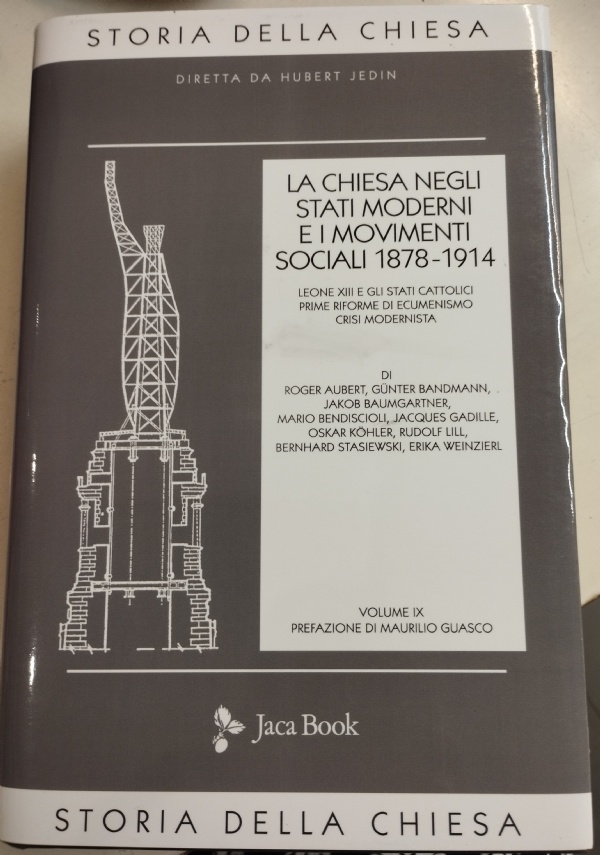 STORIA DELLA CHIESA
DIRETTA DA HUBERT JEDIN
LA CHIESA NEGLI
STATI MODERNI
E I MOVIMENTI
SOCIALI 1878-1914
LEONE XIII E GLI STATI CATTOLICI
PRIME RIFORME DI ECUMENISMO
CRISI MODERNISTA
DI
ROGER AUBERT, GÜNTER BANDMANN,
JAKOB BAUMGARTNER,
MARIO BENDISCIOLI, JACQUES GADILLE,
OSKAR KÖHLER, RUDOLF LILL,
BERNHARD STASIEWSKI, ERIKA WEINZIERL
VOLUME IX
PREFAZIONE DI MAURILIO GUASCO
Jaca Book
STORIA DELLA CHIESA